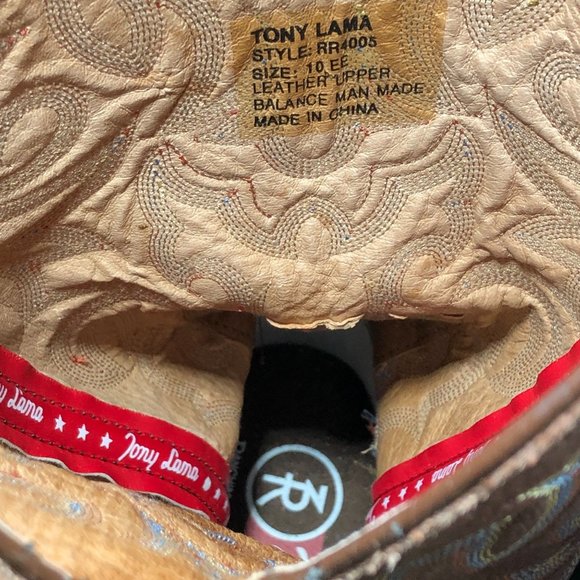 TONY LAMA
STYLE: RR4005
SIZE: 10 EE
LEATHER UPPER
BALANCE MAN MADE
MADE IN CHINA
Tony Lama
Tony Lama
Tony Lama
3R